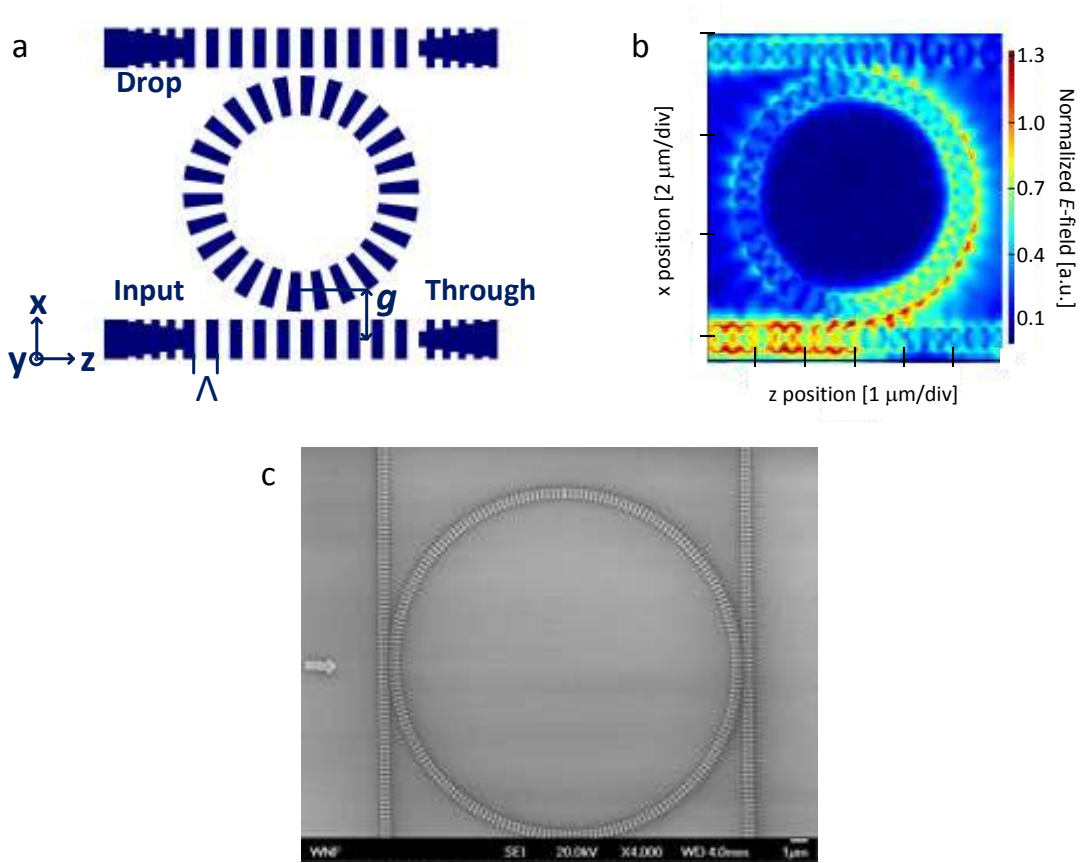 a
Drop
Input
g
Through
x
y
z
Λ
b
x position [2 μm/div]
1.3
1.0
0.7
0.4
0.1
Normalized E-field [a.u.]
z position [1 μm/div]
c
WNF SE1 20.0kV X4,000 WD 4.0mm 1μm